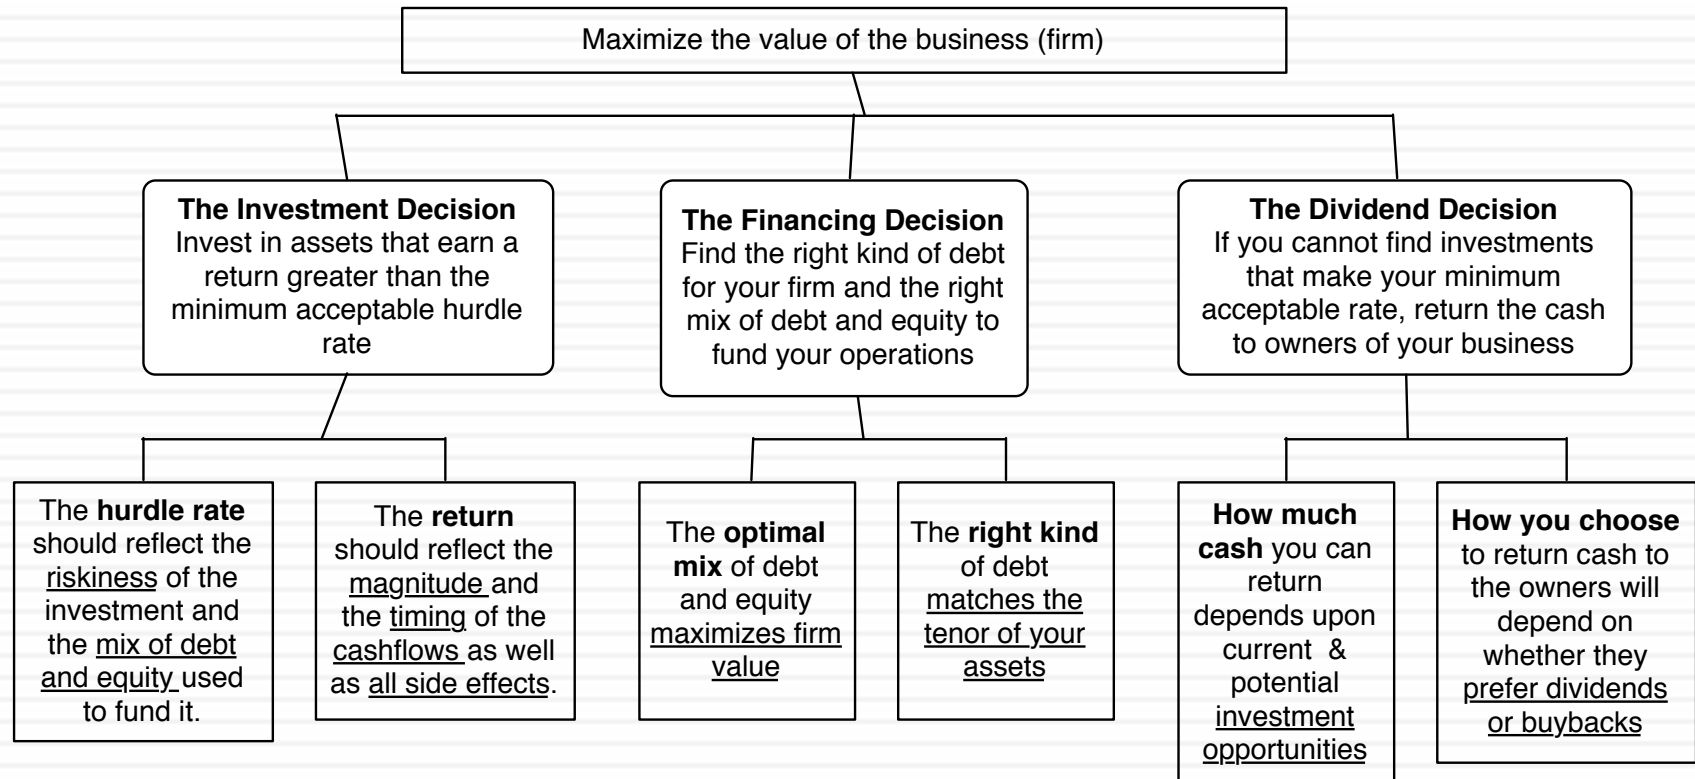 Maximize the value of the business (firm)
The Investment Decision
Invest in assets that earn a
return greater than the
minimum acceptable hurdle
rate
The Financing Decision
Find the right kind of debt
for your firm and the right
mix of debt and equity to
fund your operations
The Dividend Decision
If you cannot find investments
that make your minimum
acceptable rate, return the cash
to owners of your business
The hurdle rate
should reflect the
riskiness of the
investment and
the mix of debt
and equity used
to fund it.
The return
should reflect the
magnitude and
the timing of the
cashflows as well
as all side effects.
The optimal
mix of debt
and equity
maximizes firm
value
The right kind
of debt
matches the
tenor of your
assets
How much
cash you can
return
depends upon
current &
potential
investment
opportunities
How you choose
to return cash to
the owners will
depend on
whether they
prefer dividends
or buybacks